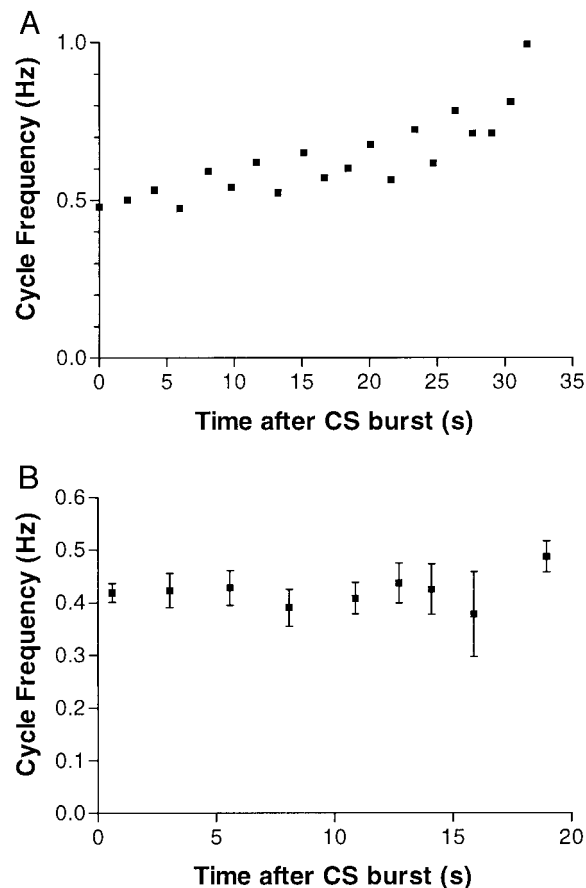 A
Cycle Frequency (Hz)
1.0
0.5
0.0
0 5 10 15 20 25 30 35
Time after CS burst (s)
B
Cycle Frequency (Hz)
0.6
0.5
0.4
0.3
0.2
0.1
0.0
0 5 10 15 20
Time after CS burst (s)